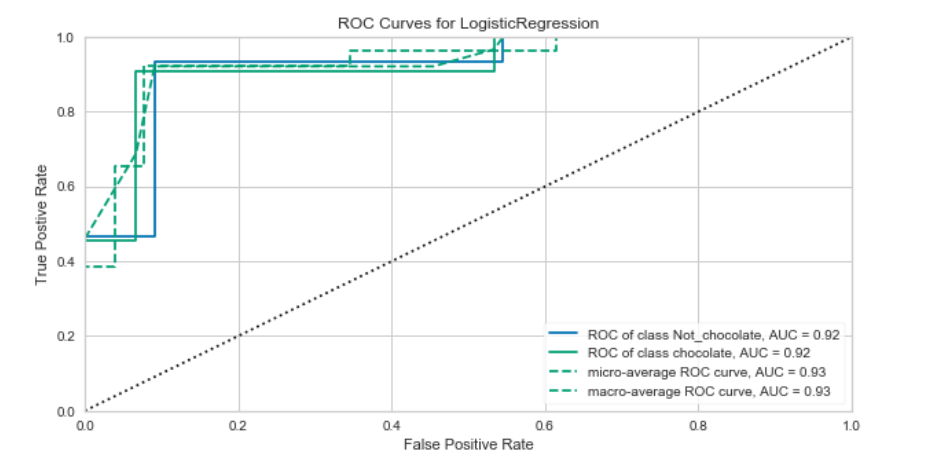 ROC Curves for LogisticRegression
1.0
0.8
0.6
0.4
0.2
0.0
True Postive Rate
ROC of class Not_chocolate, AUC = 0.92
ROC of class chocolate, AUC = 0.92
micro-average ROC curve, AUC = 0.93
macro-average ROC curve, AUC = 0.93
0.0 0.2 0.4 0.6 0.8 1.0
False Positive Rate